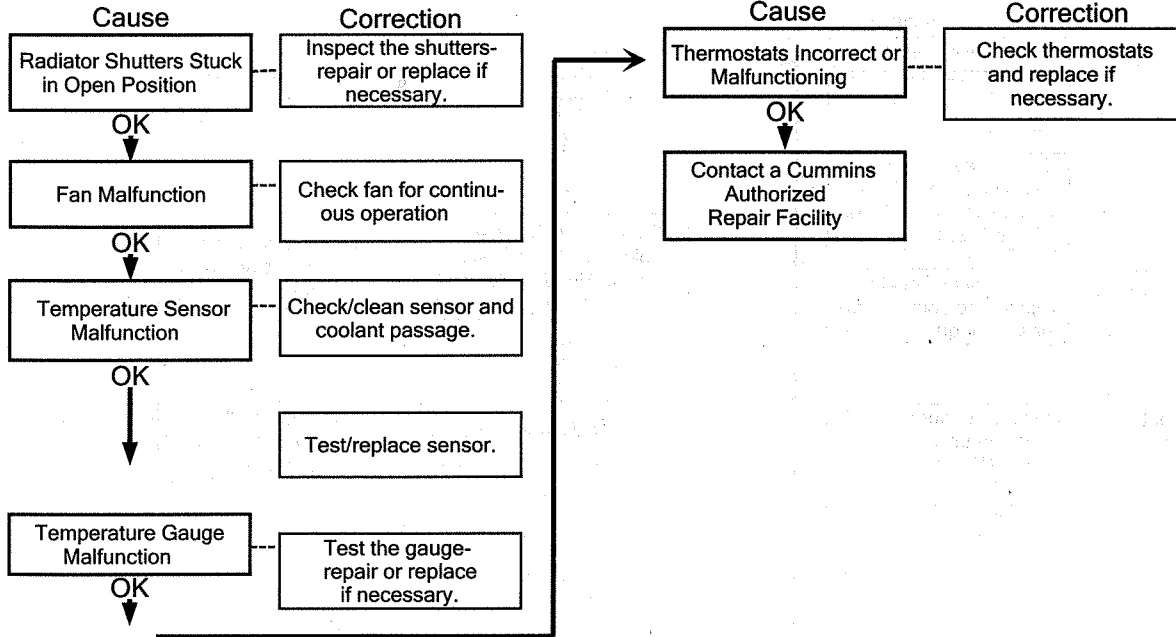 Cause
Correction
Radiator Shutters Stuck
in Open Position
Inspect the shutters-
repair or replace if
necessary.
OK
Fan Malfunction
Check fan for continu-
ous operation
OK
Temperature Sensor
Malfunction
Check/clean sensor and
coolant passage.
OK
Test/replace sensor.
Temperature Gauge
Malfunction
Test the gauge-
repair or replace
if necessary.
OK
Cause
Correction
Thermostats Incorrect or
Malfunctioning
Check thermostats
and replace if
necessary.
OK
Contact a Cummins
Authorized
Repair Facility